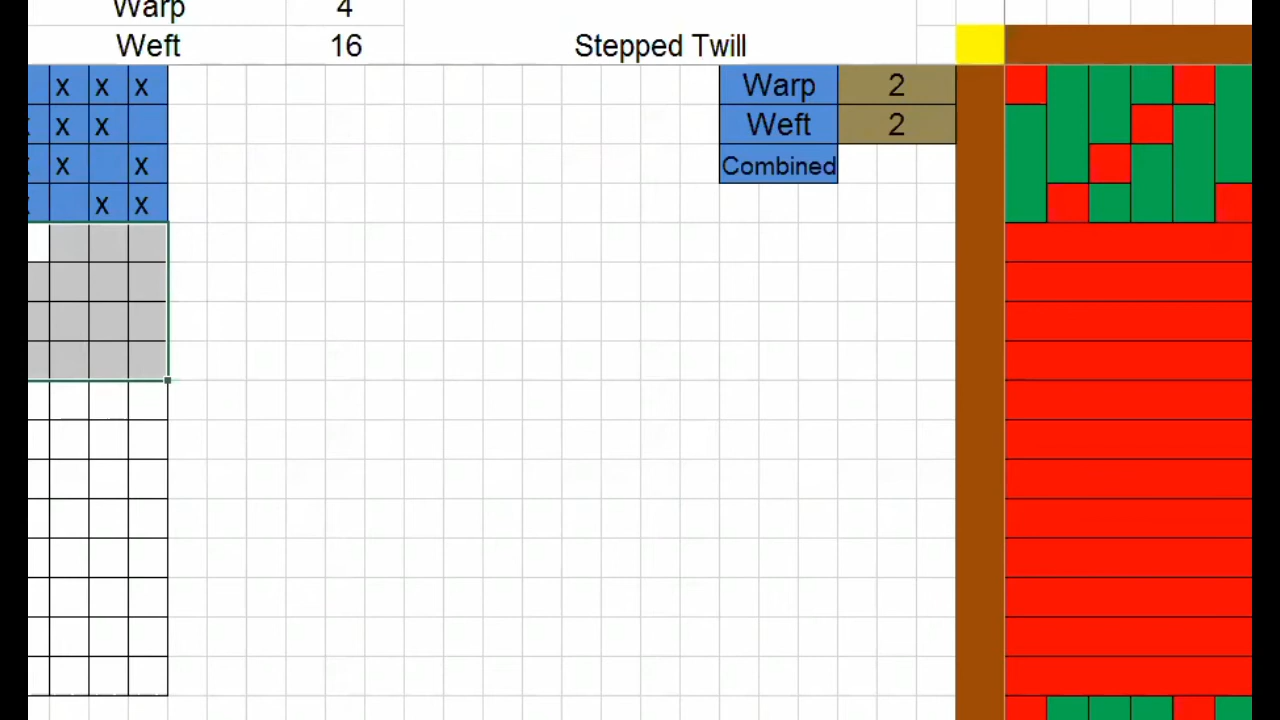 Warp 4
Weft 16 Stepped Twill
x x x Warp 2
x x Weft 2
x x Combined
x x